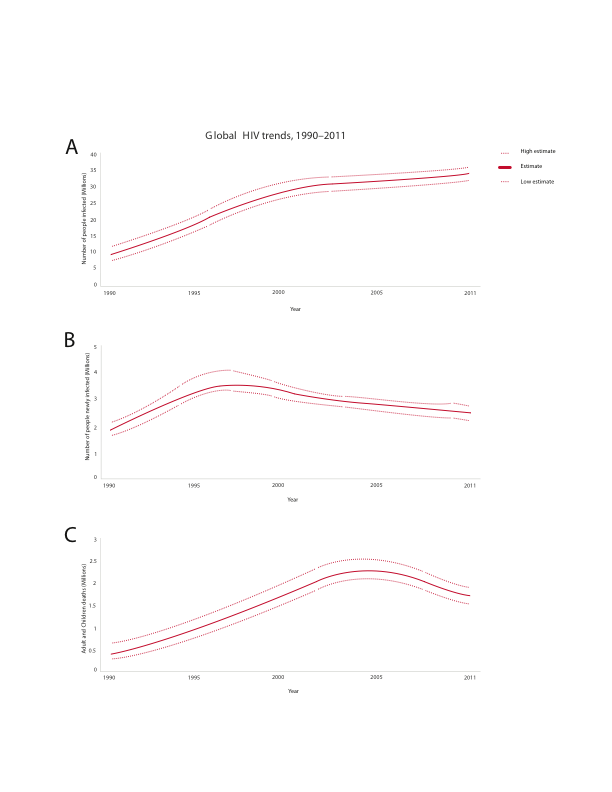 Global HIV trends, 1990–2011
A
High estimate
Estimate
Low estimate
Number of people infected (Millions)
40
35
30
25
20
15
10
5
0
1990 1995 2000 2005 2011
Year
B
Number of people newly infected (Millions)
5
4
3
2
1
0
1990 1995 2000 2005 2011
Year
C
Adult and Children deaths (Millions)
3
2.5
2
1.5
1
0.5
0
1990 1995 2000 2005 2011
Year